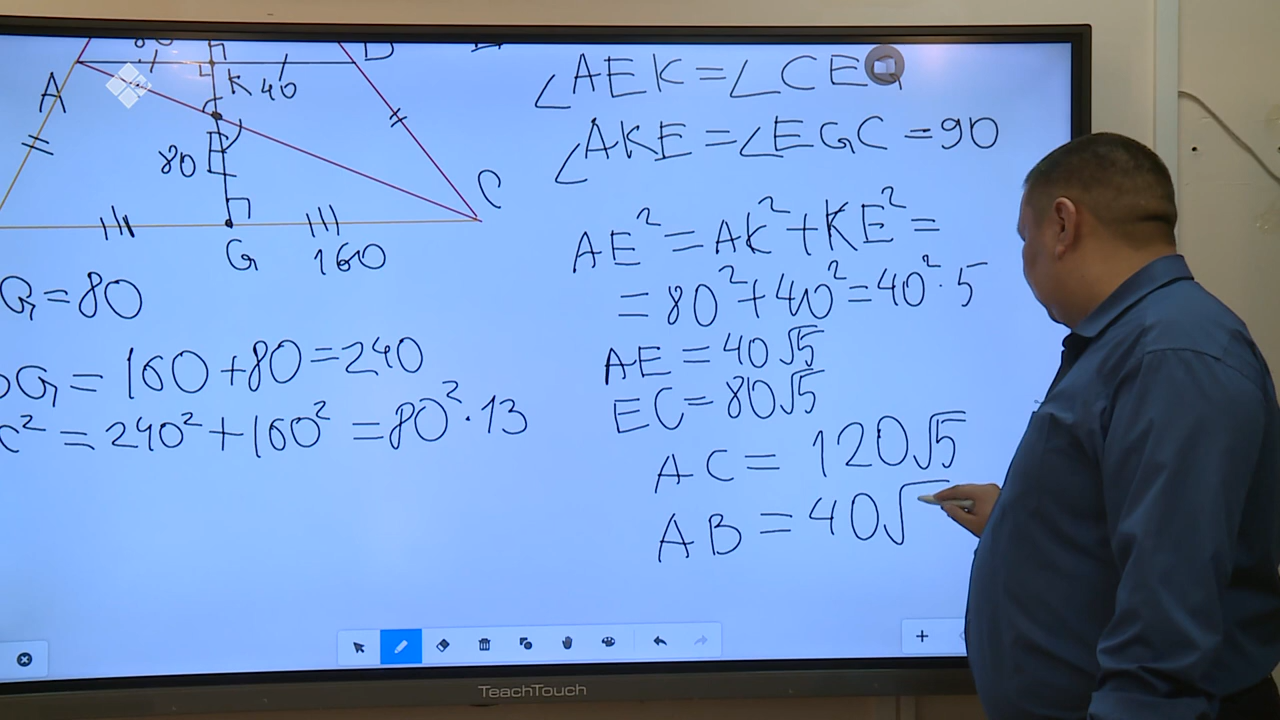 80
D
A
K 40
80
E
C
G
160
G = 80
G = 160 + 80 = 240
C² = 240² + 160² = 80² · 13
∠AEK = ∠CE
∠AKE = ∠EGC = 90
AE² = AK² + KE² =
= 80² + 40² = 40² · 5
AE = 40√5
EC = 80√5
AC = 120√5
AB = 40√
TeachTouch